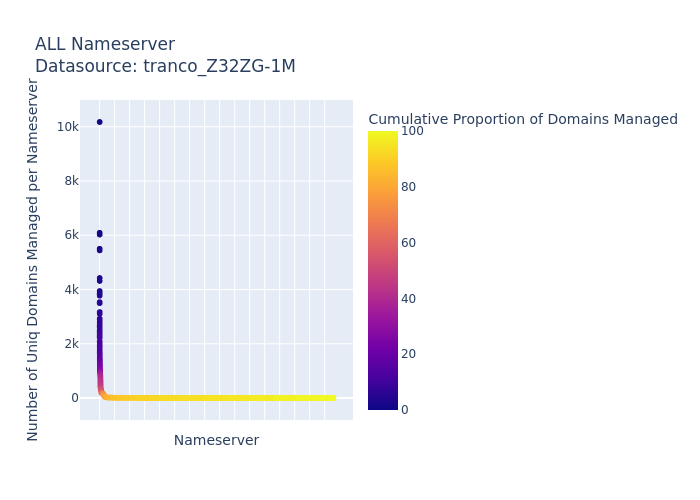 ALL Nameserver
Datasource: tranco_Z32ZG-1M
Number of Uniq Domains Managed per Nameserver
10k
8k
6k
4k
2k
0
Nameserver
Cumulative Proportion of Domains Managed
100
80
60
40
20
0